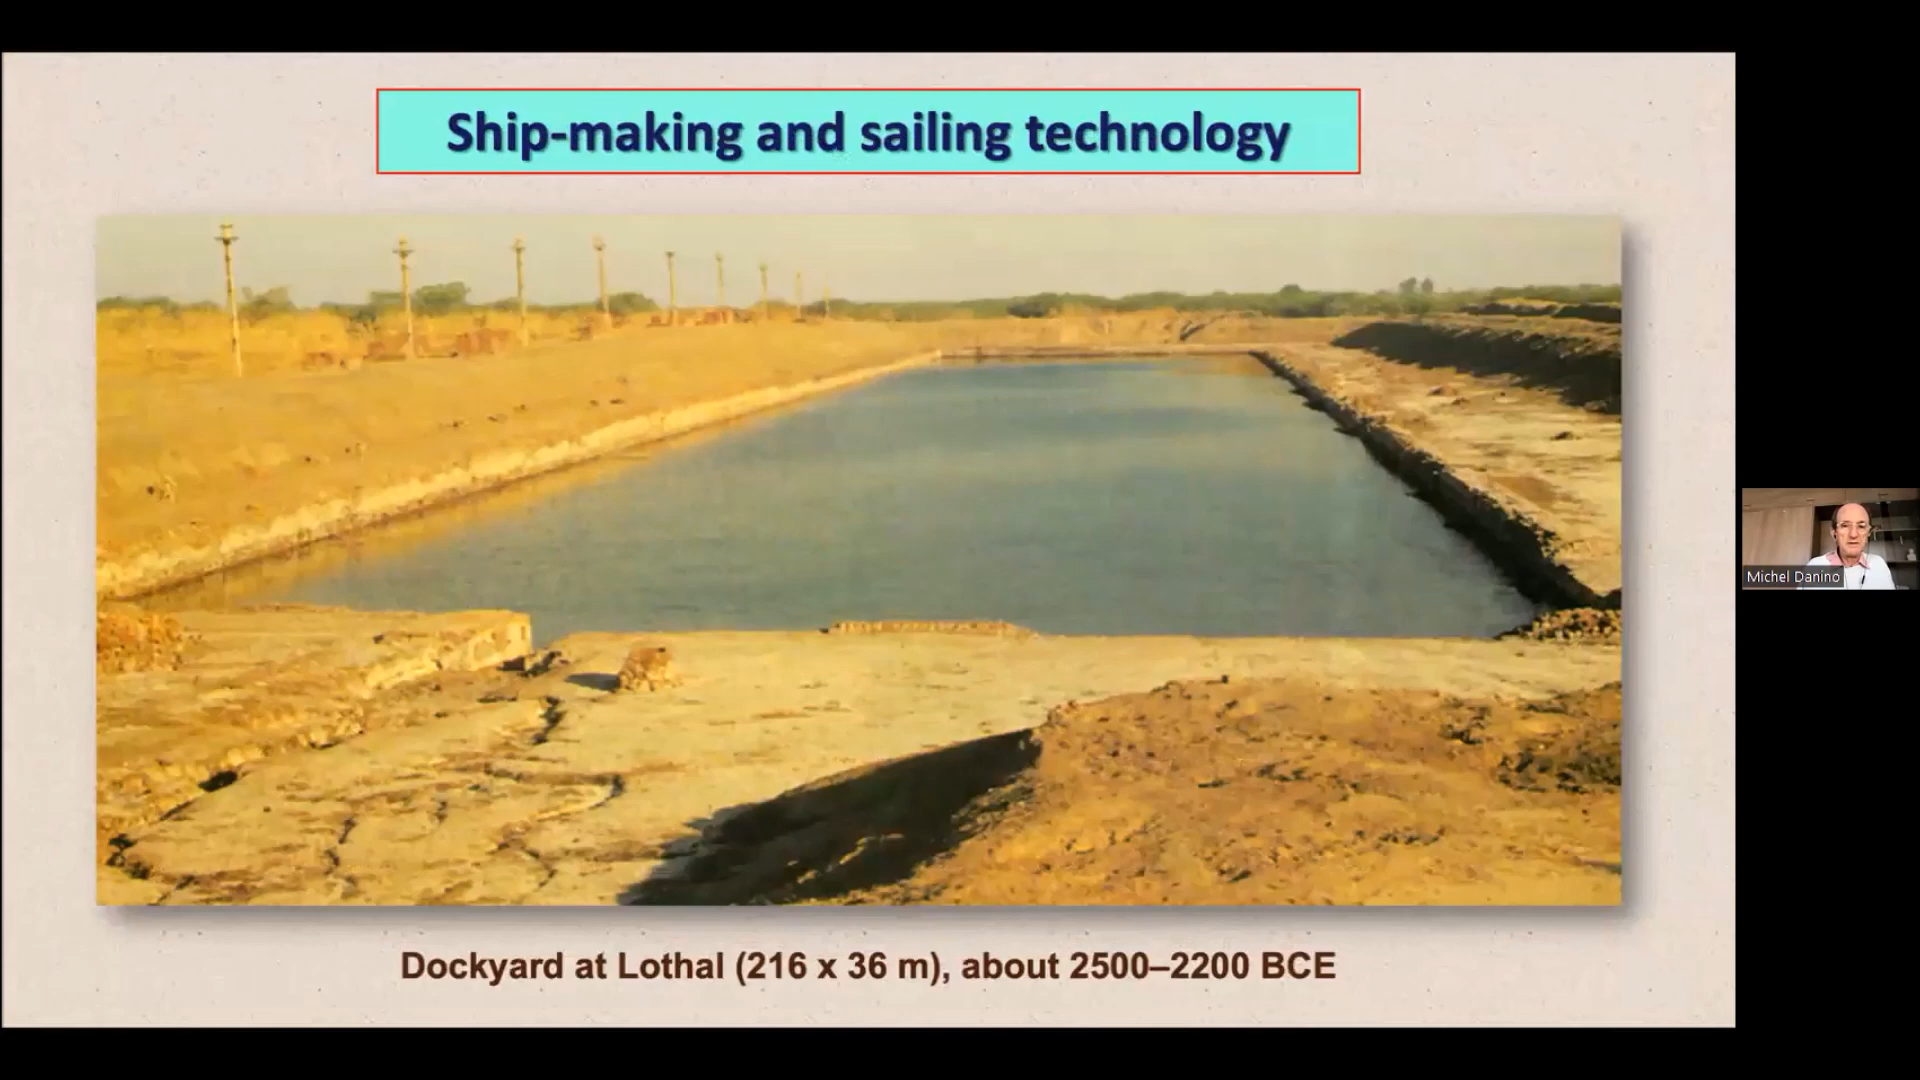 Ship-making and sailing technology
Michel Danino
Dockyard at Lothal (216 x 36 m), about 2500–2200 BCE